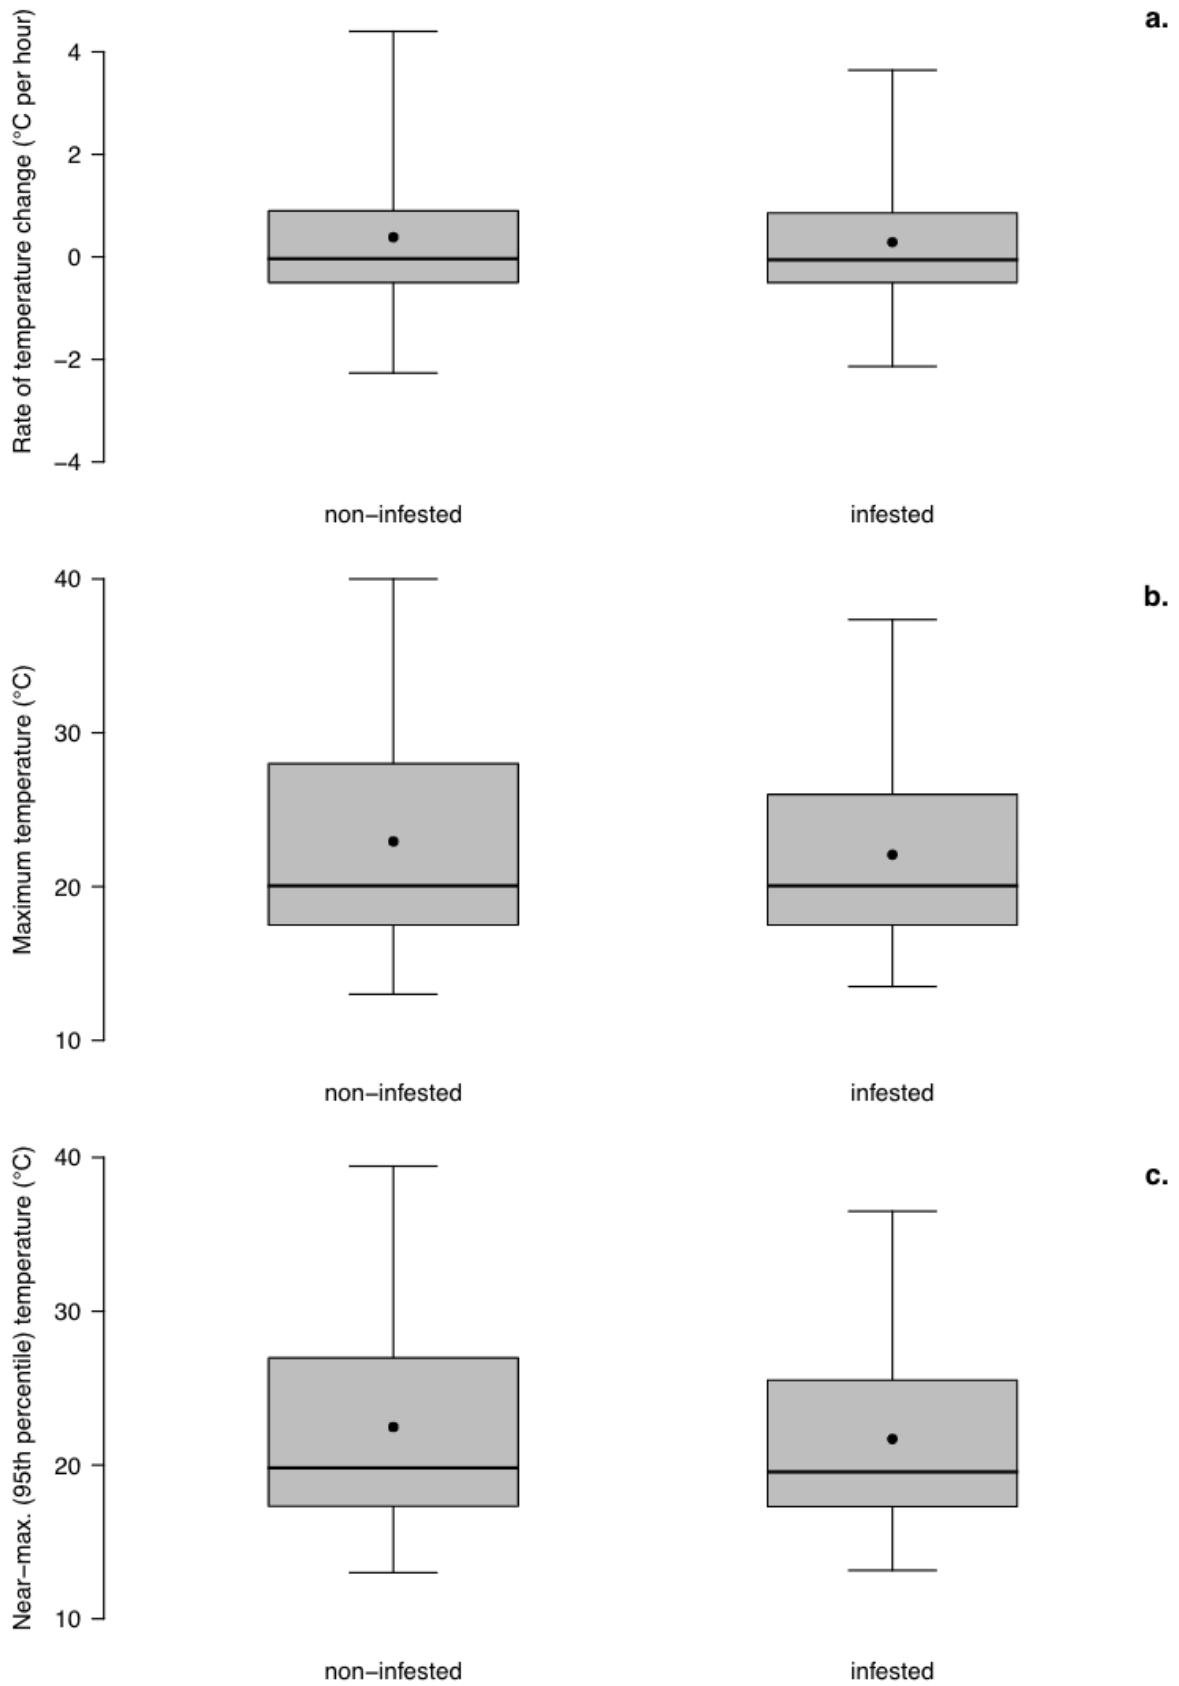 a.
Rate of temperature change (°C per hour)
4
2
0
−2
−4
non−infested
infested
b.
Maximum temperature (°C)
40
30
20
10
non−infested
infested
c.
Near−max. (95th percentile) temperature (°C)
40
30
20
10
non−infested
infested